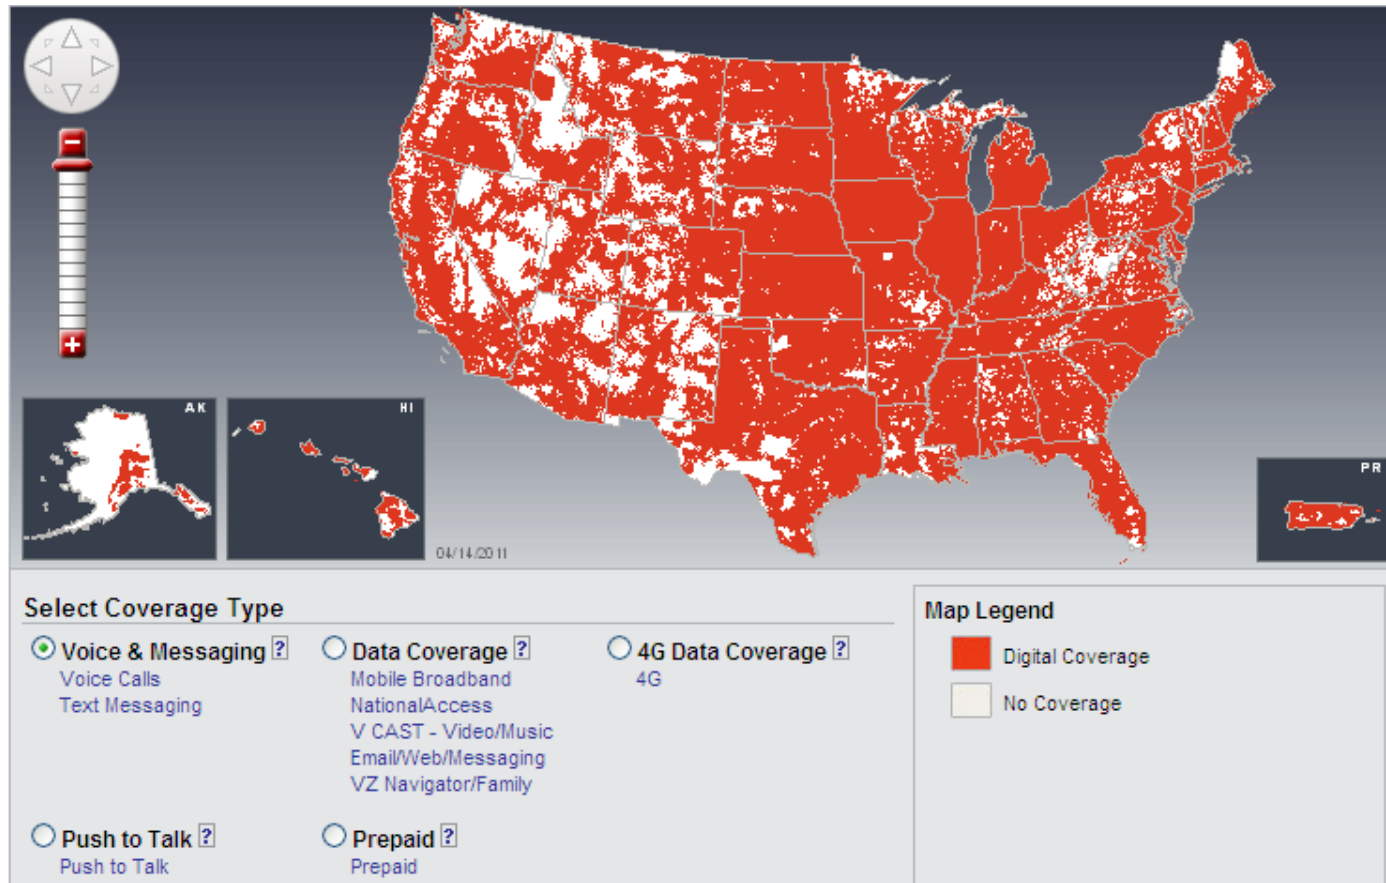 AK
HI
PR
04/14/2011
Select Coverage Type
Voice & Messaging ?
Voice Calls
Text Messaging
Data Coverage ?
Mobile Broadband
NationalAccess
V CAST - Video/Music
Email/Web/Messaging
VZ Navigator/Family
4G Data Coverage ?
4G
Push to Talk ?
Push to Talk
Prepaid ?
Prepaid
Map Legend
Digital Coverage
No Coverage